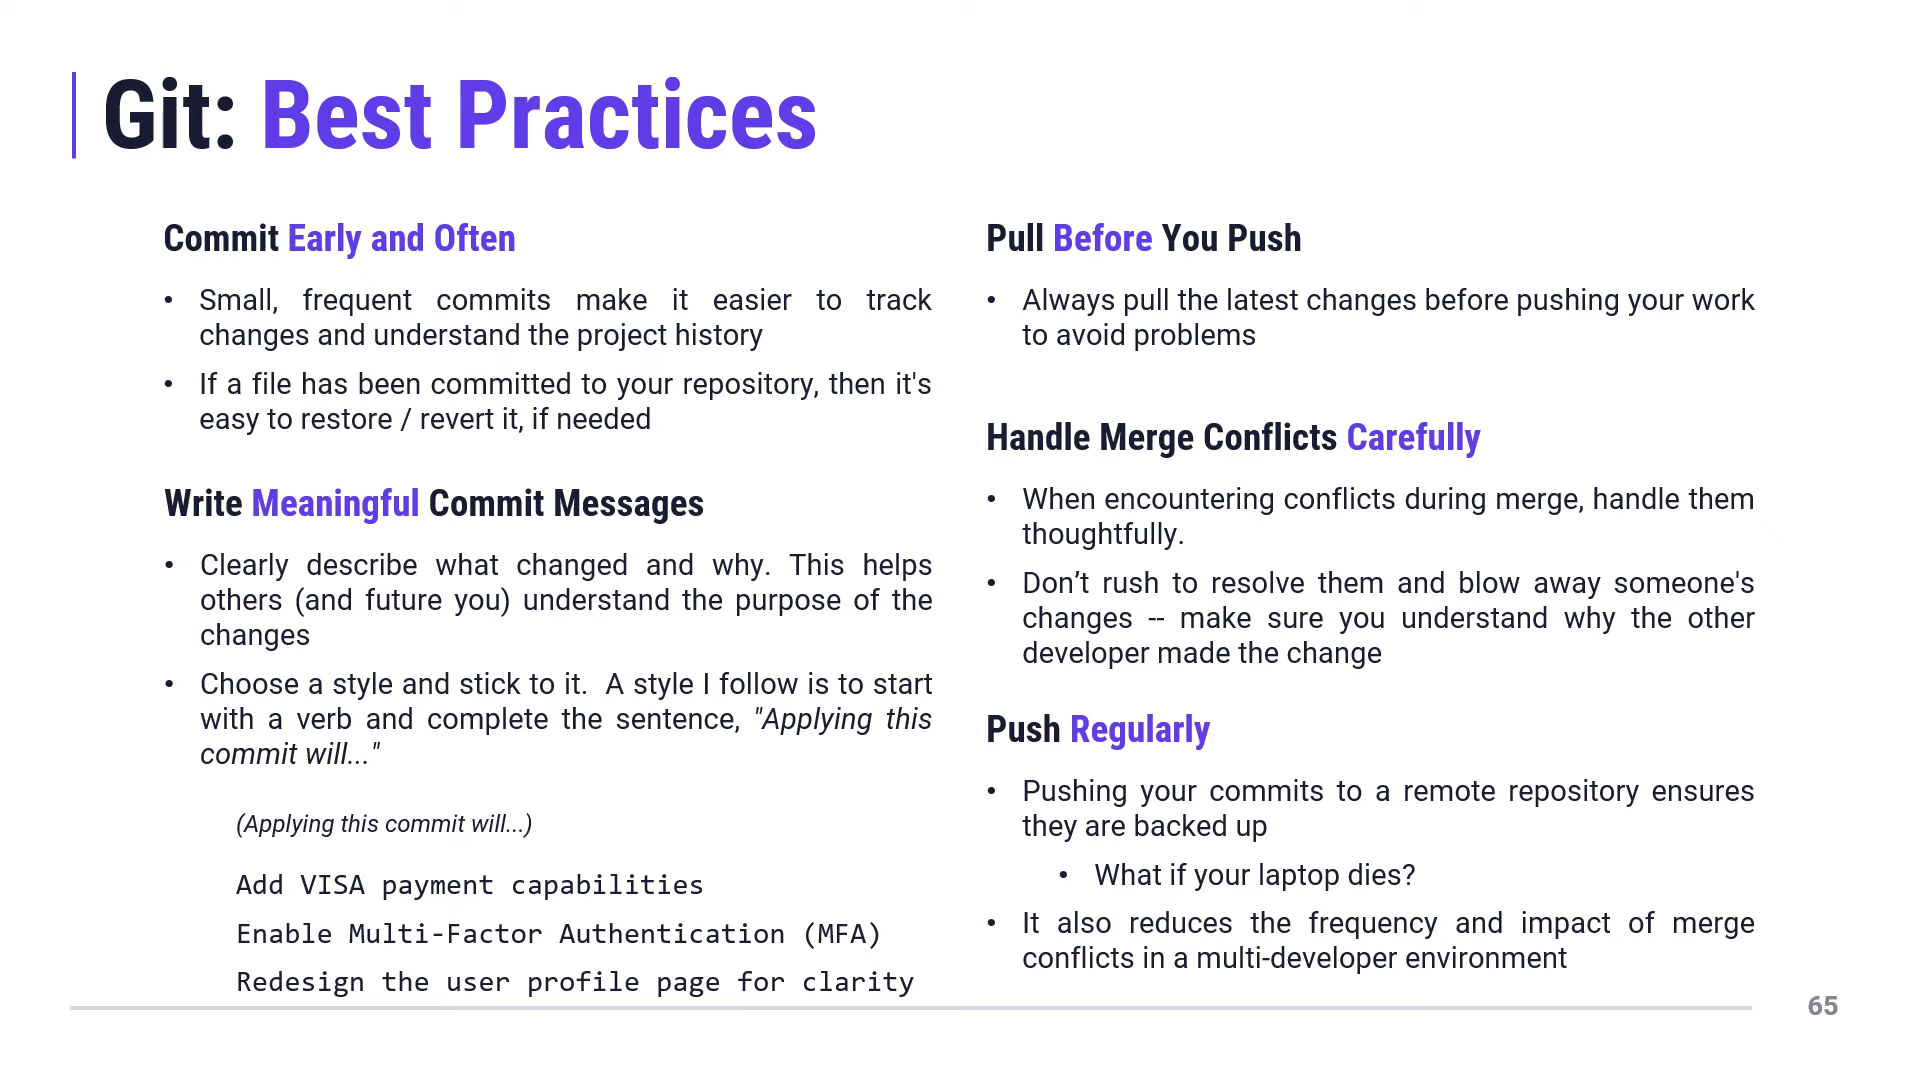 Git: Best Practices
Commit Early and Often
• Small, frequent commits make it easier to track
changes and understand the project history
• If a file has been committed to your repository, then it's
easy to restore / revert it, if needed
Write Meaningful Commit Messages
• Clearly describe what changed and why. This helps
others (and future you) understand the purpose of the
changes
• Choose a style and stick to it.  A style I follow is to start
with a verb and complete the sentence, "Applying this
commit will..."
(Applying this commit will...)
Add VISA payment capabilities
Enable Multi-Factor Authentication (MFA)
Redesign the user profile page for clarity
Pull Before You Push
• Always pull the latest changes before pushing your work
to avoid problems
Handle Merge Conflicts Carefully
• When encountering conflicts during merge, handle them
thoughtfully.
• Don’t rush to resolve them and blow away someone's
changes -- make sure you understand why the other
developer made the change
Push Regularly
• Pushing your commits to a remote repository ensures
they are backed up
• What if your laptop dies?
• It also reduces the frequency and impact of merge
conflicts in a multi-developer environment
65